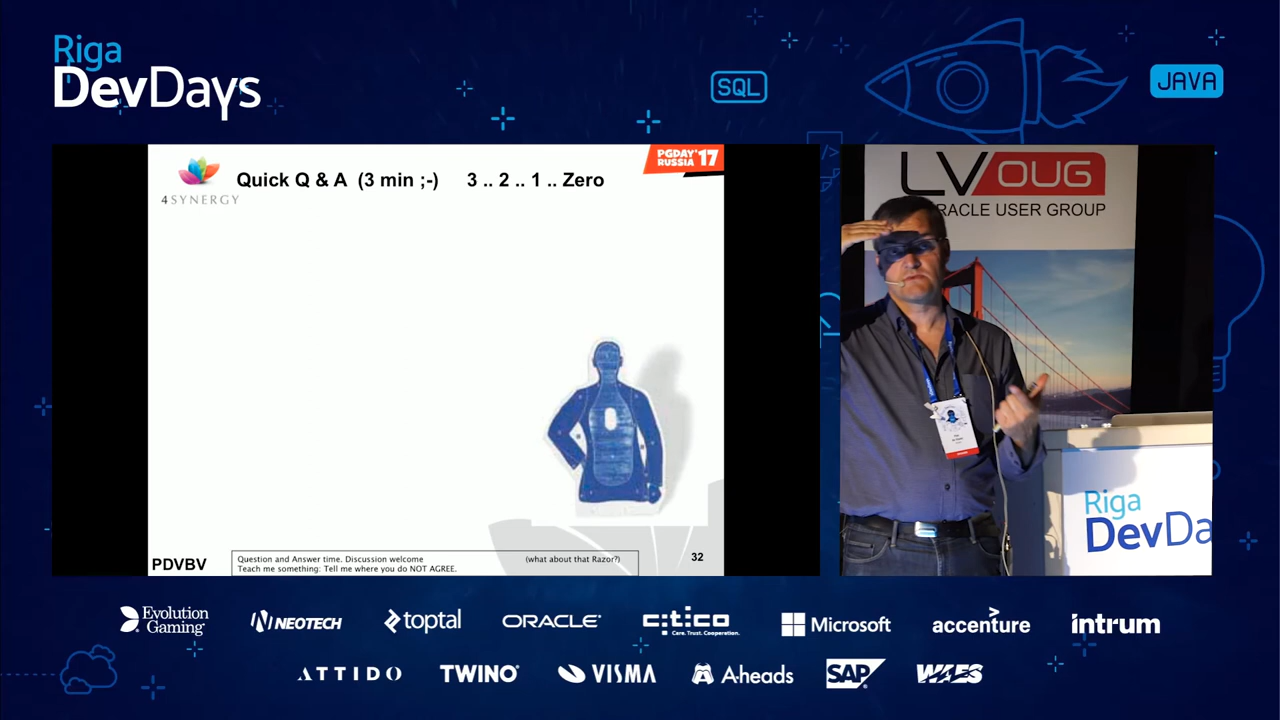 Riga
DevDays
SQL
JAVA
PGDAY'17
RUSSIA
4SYNERGY
Quick Q & A (3 min ;-) 3 .. 2 .. 1 .. Zero
PDVBV
Question and Answer time. Discussion welcome (what about that Razor?)
Teach me something: Tell me where you do NOT AGREE.
32
LVOUG
RACLE USER GROUP
Riga
DevDa
Evolution
Gaming
NEOTECH
toptal
ORACLE
citico
Care. Trust. Cooperation.
Microsoft
accenture
intrum
ATTIDO
TWINO
VISMA
A-heads
SAP
WAES